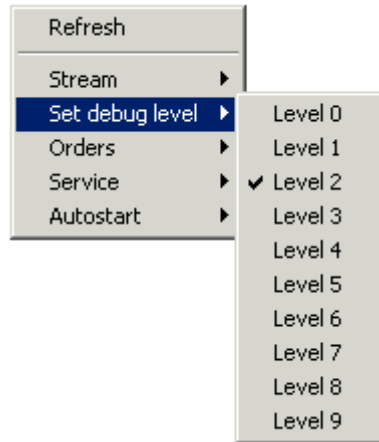 Refresh
Stream
Set debug level
Orders
Service
Autostart
Level 0
Level 1
Level 2
Level 3
Level 4
Level 5
Level 6
Level 7
Level 8
Level 9